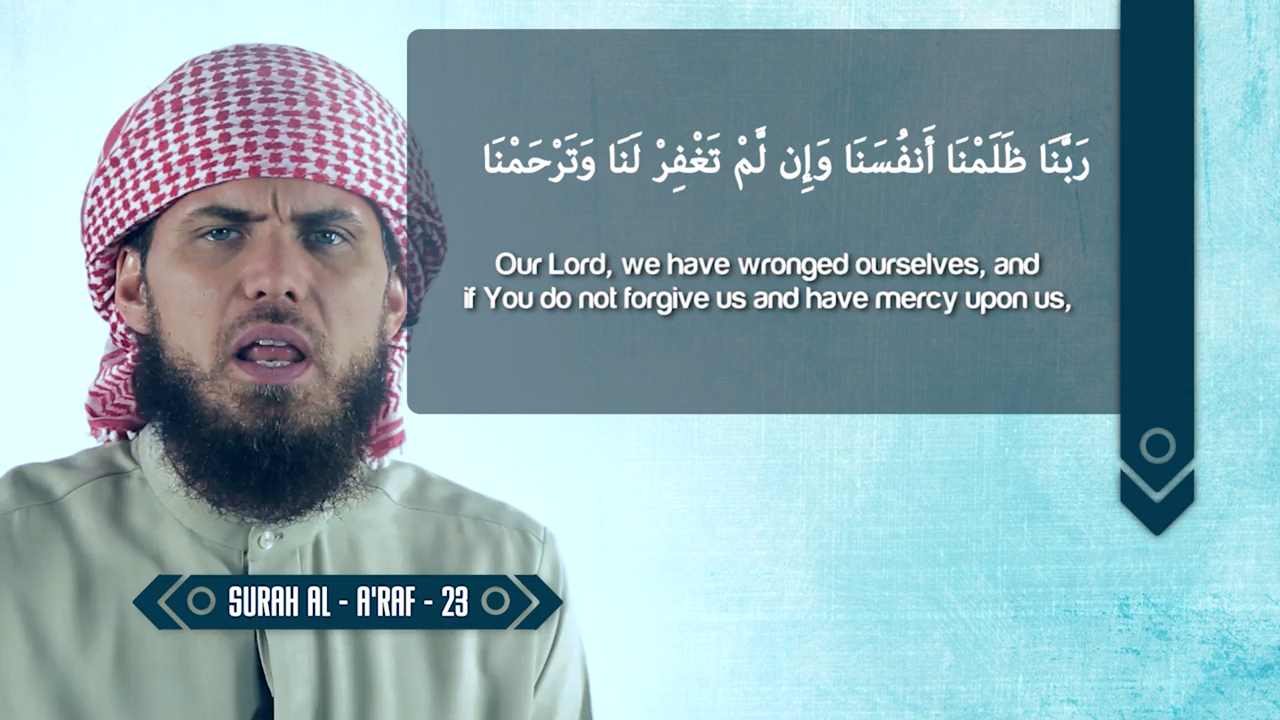 رَبَّنَا ظَلَمْنَا أَنفُسَنَا وَإِن لَّمْ تَغْفِرْ لَنَا وَتَرْحَمْنَا
Our Lord, we have wronged ourselves, and
if You do not forgive us and have mercy upon us,
SURAH AL - A'RAF - 23